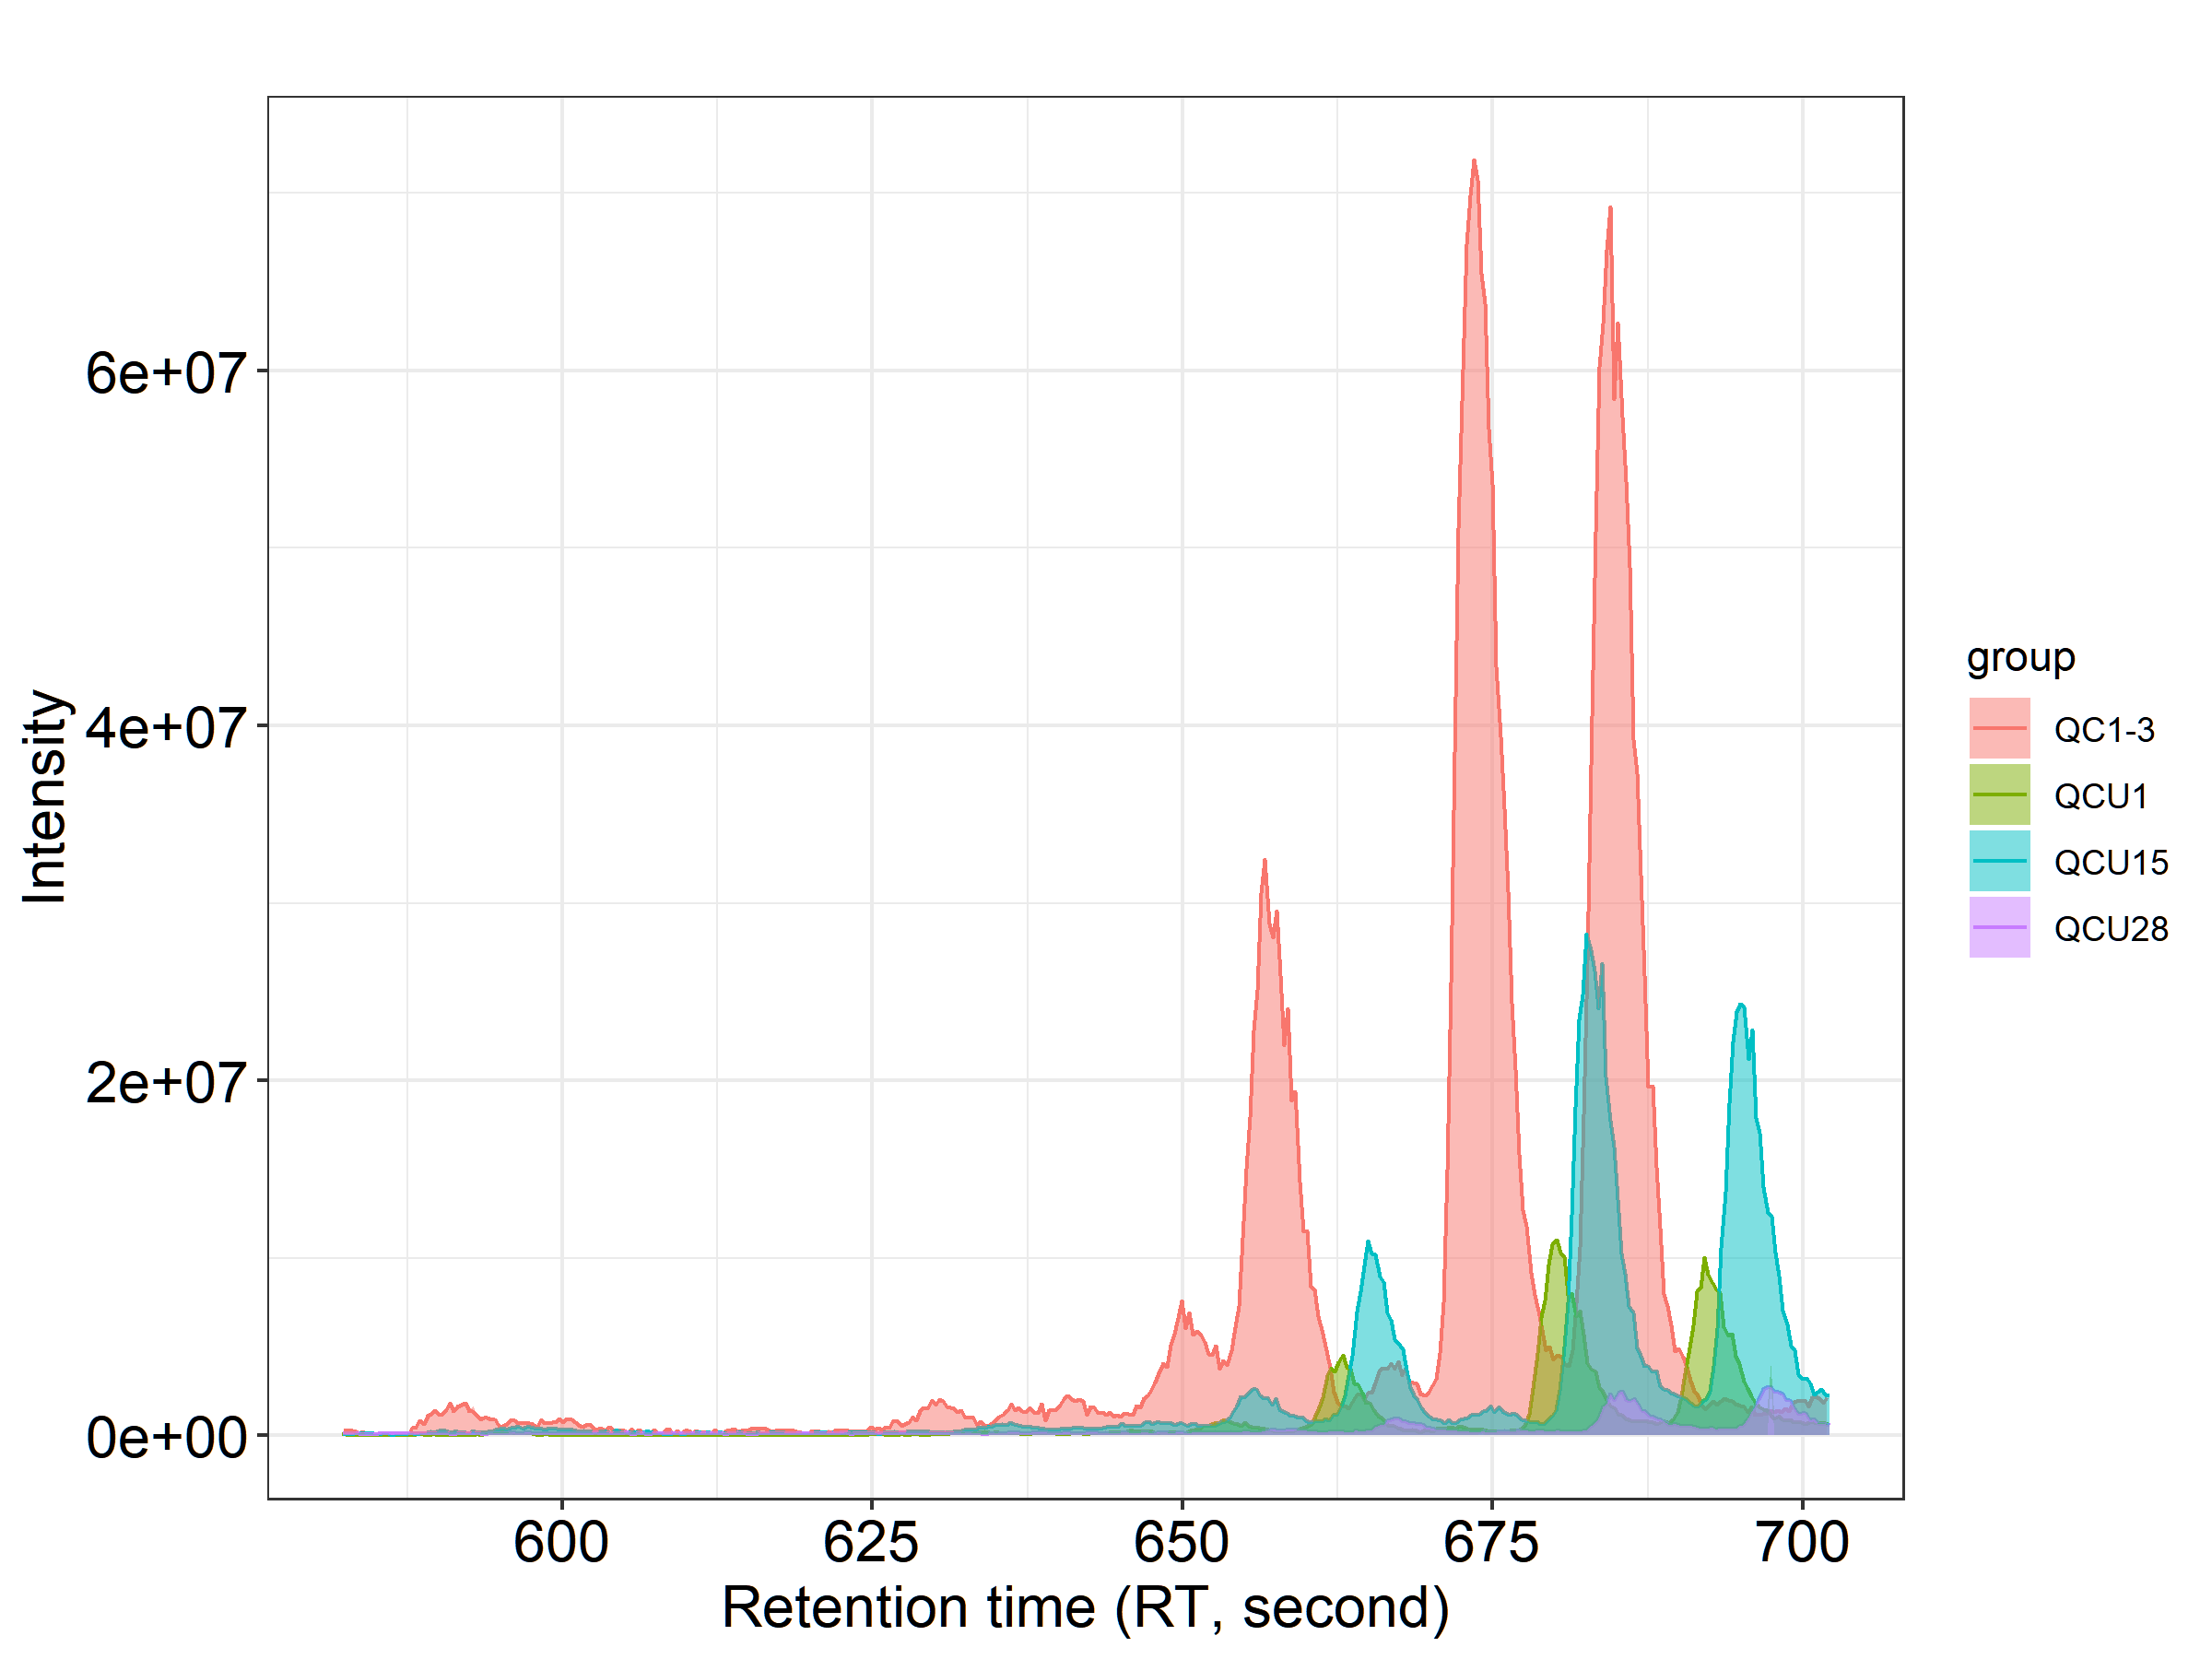 6e+07
4e+07
2e+07
0e+00
Intensity
600 625 650 675 700
Retention time (RT, second)
group
QC1-3
QCU1
QCU15
QCU28